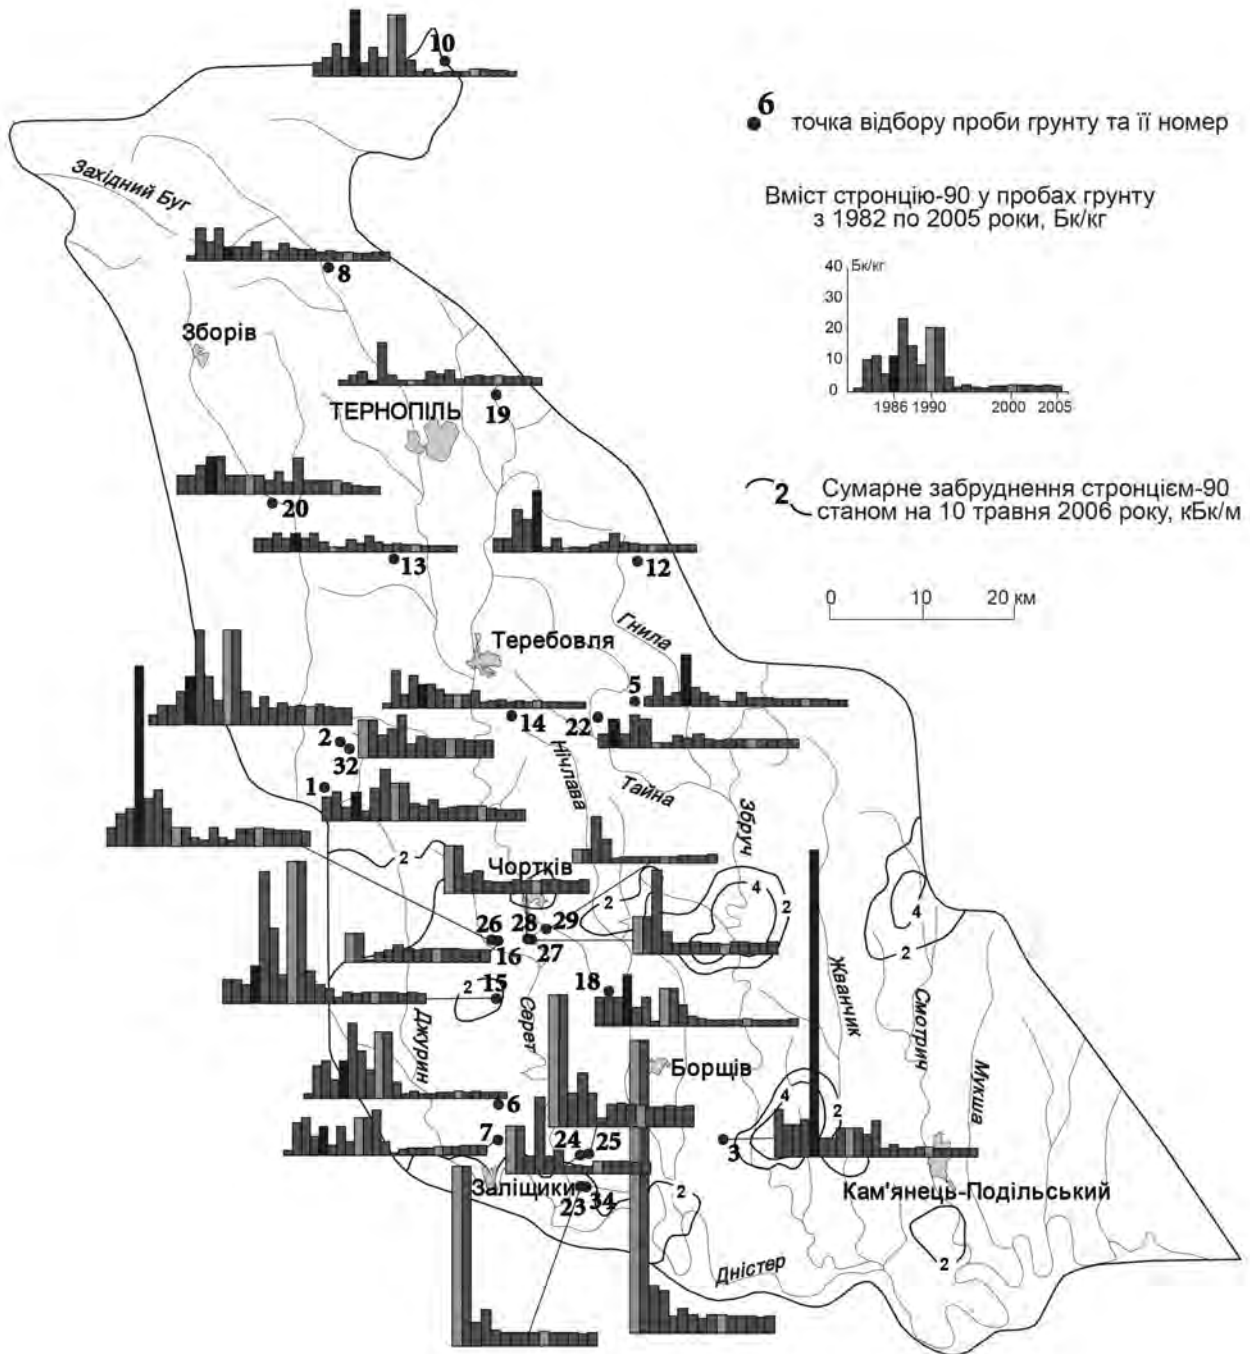 10
6
точка відбору проби грунту та її номер
Західний Буг
Вміст стронцію-90 у пробах грунту
з 1982 по 2005 роки, Бк/кг
8
40 Бк/кг
30
20
10
0
1986 1990 2000 2005
Зборів
19
ТЕРНОПІЛЬ
2 Сумарне забруднення стронцієм-90
станом на 10 травня 2006 року, кБк/м
20
13
12
0 10 20 км
Гнила
Теребовля
5
14
22
2
32
Нічлава
1
Тайна
Збруч
2
Чортків
4
2
2
4
2
26
28
29
16
27
Жванчик
Смотрич
Мукша
2
15
18
Серет
Джурин
Борщів
4
2
6
7
24
25
3
Заліщики
23
34
2
Кам'янець-Подільський
2
Дністер